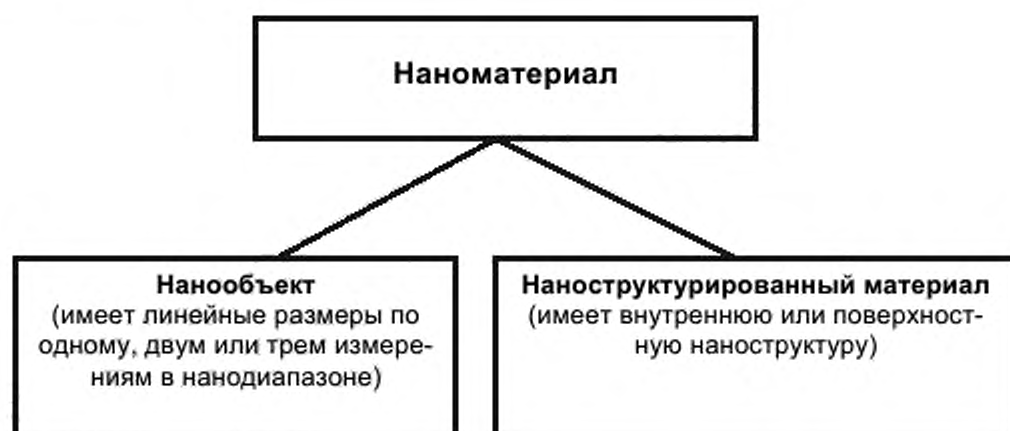 Наноматериал
Нанообъект
(имеет линейные размеры по
одному, двум или трем измере-
ниям в нанодиапазоне)
Наноструктурированный материал
(имеет внутреннюю или поверхност-
ную наноструктуру)